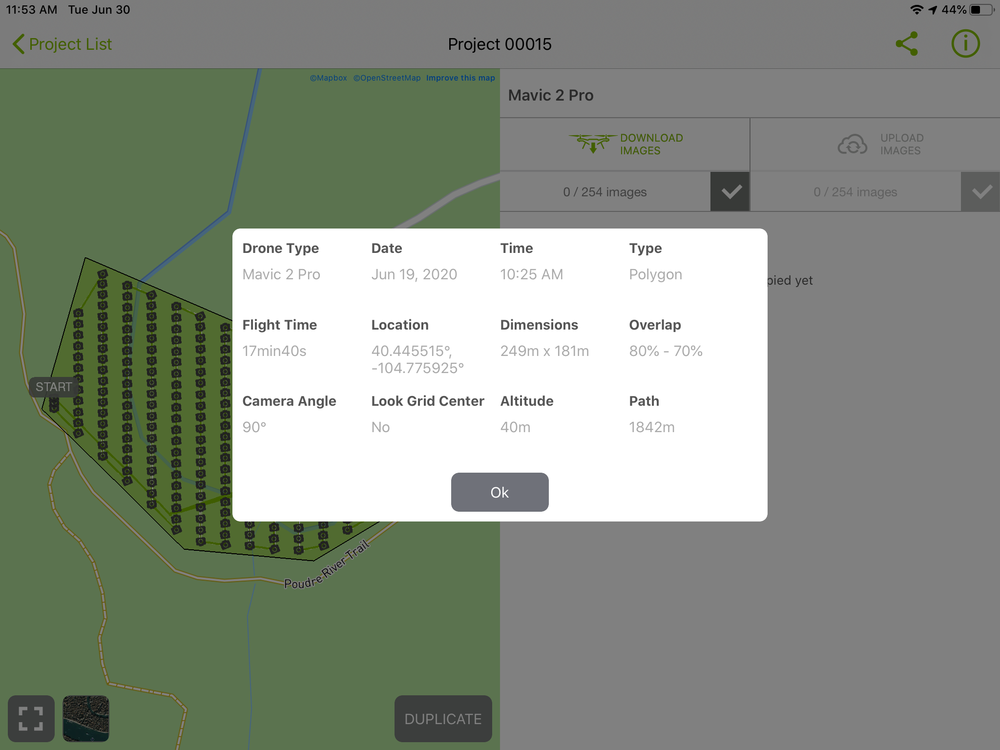 11:53 AM Tue Jun 30
44%
Project List
Project 00015
©Mapbox ©OpenStreetMap Improve this map
Mavic 2 Pro
DOWNLOAD
IMAGES
UPLOAD
IMAGES
0 / 254 images
0 / 254 images
pied yet
Drone Type
Mavic 2 Pro
Date
Jun 19, 2020
Time
10:25 AM
Type
Polygon
Flight Time
17min40s
Location
40.445515°,
-104.775925°
Dimensions
249m x 181m
Overlap
80% - 70%
Camera Angle
90°
Look Grid Center
No
Altitude
40m
Path
1842m
Ok
START
Poudre River Trail
DUPLICATE